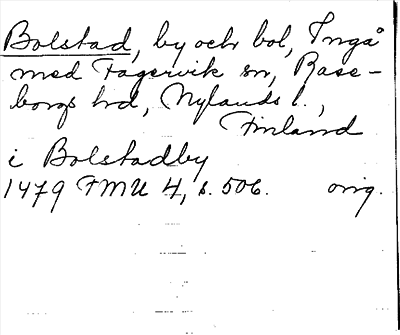 Bolstad, by och bol, Ingå
med Fagervik sn, Rase-
borgs hd, Nylands l.,
Finland
i Bolstadby
1479 FMU 4, s. 506. orig.